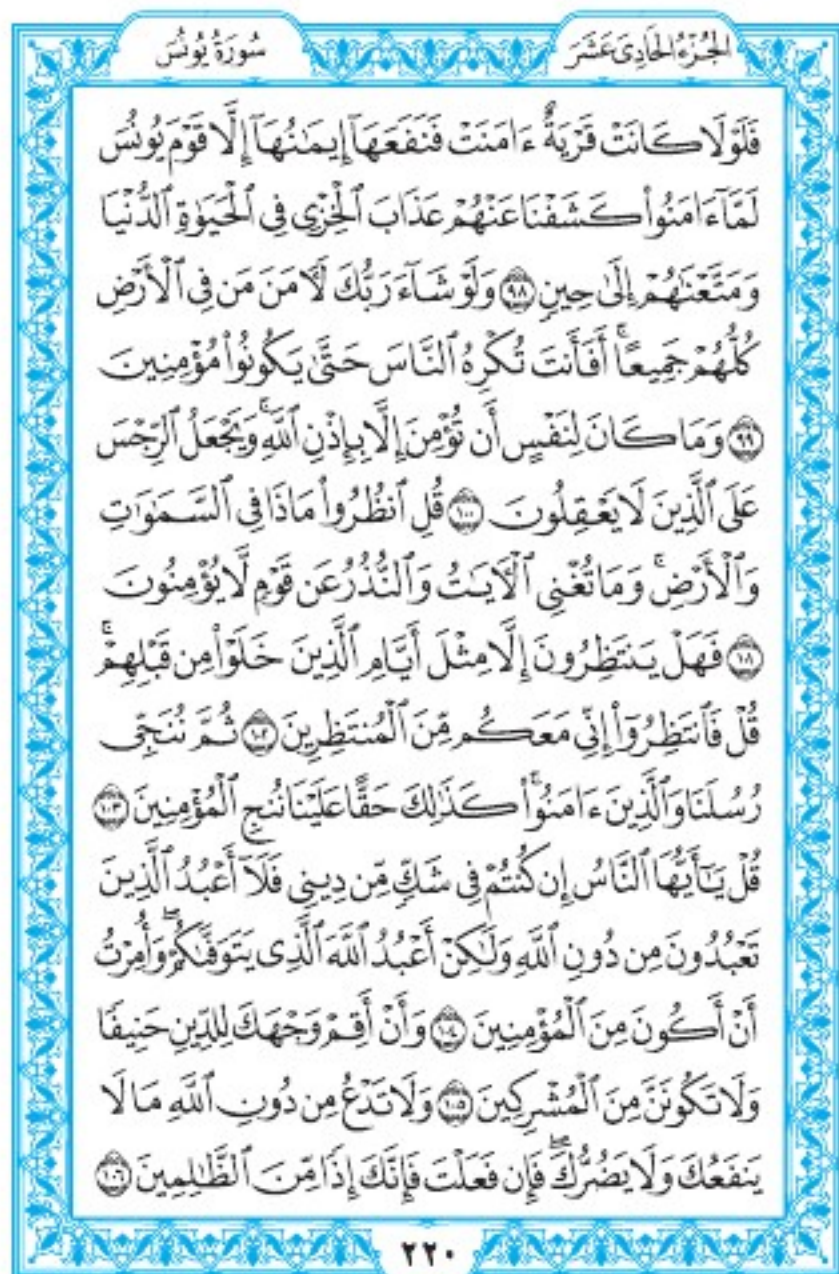 الجُزْءُ الحَادِى عَشَرَ
سُورَةُ يُونُسَ
فَلَوْلَا كَانَتْ قَرْيَةٌ ءَامَنَتْ فَنَفَعَهَآ إِيمَٰنُهَآ إِلَّا قَوْمَ يُونُسَ
لَمَّآ ءَامَنُوا۟ كَشَفْنَا عَنْهُمْ عَذَابَ ٱلْخِزْىِ فِى ٱلْحَيَوٰةِ ٱلدُّنْيَا
وَمَتَّعْنَٰهُمْ إِلَىٰ حِينٍ ٩٨ وَلَوْ شَآءَ رَبُّكَ لَءَامَنَ مَن فِى ٱلْأَرْضِ
كُلُّهُمْ جَمِيعًا ۚ أَفَأَنتَ تُكْرِهُ ٱلنَّاسَ حَتَّىٰ يَكُونُوا۟ مُؤْمِنِينَ
٩٩ وَمَا كَانَ لِنَفْسٍ أَن تُؤْمِنَ إِلَّا بِإِذْنِ ٱللَّهِ ۚ وَيَجْعَلُ ٱلرِّجْسَ
عَلَى ٱلَّذِينَ لَا يَعْقِلُونَ ١٠٠ قُلِ ٱنظُرُوا۟ مَاذَا فِى ٱلسَّمَٰوَٰتِ
وَٱلْأَرْضِ ۚ وَمَا تُغْنِى ٱلْءَايَٰتُ وَٱلنُّذُرُ عَن قَوْمٍ لَّا يُؤْمِنُونَ
١٠١ فَهَلْ يَنتَظِرُونَ إِلَّا مِثْلَ أَيَّامِ ٱلَّذِينَ خَلَوْا۟ مِن قَبْلِهِمْ ۚ
قُلْ فَٱنتَظِرُوٓا۟ إِنِّى مَعَكُم مِّنَ ٱلْمُنتَظِرِينَ ١٠٢ ثُمَّ نُنَجِّى
رُسُلَنَا وَٱلَّذِينَ ءَامَنُوا۟ ۚ كَذَٰلِكَ حَقًّا عَلَيْنَا نُنجِ ٱلْمُؤْمِنِينَ ١٠٣
قُلْ يَٰٓأَيُّهَا ٱلنَّاسُ إِن كُنتُمْ فِى شَكٍّ مِّن دِينِى فَلَآ أَعْبُدُ ٱلَّذِينَ
تَعْبُدُونَ مِن دُونِ ٱللَّهِ وَلَٰكِنْ أَعْبُدُ ٱللَّهَ ٱلَّذِى يَتَوَفَّىٰكُمْ ۖ وَأُمِرْتُ
أَنْ أَكُونَ مِنَ ٱلْمُؤْمِنِينَ ١٠٤ وَأَنْ أَقِمْ وَجْهَكَ لِلدِّينِ حَنِيفًا
وَلَا تَكُونَنَّ مِنَ ٱلْمُشْرِكِينَ ١٠٥ وَلَا تَدْعُ مِن دُونِ ٱللَّهِ مَا لَا
يَنفَعُكَ وَلَا يَضُرُّكَ ۖ فَإِن فَعَلْتَ فَإِنَّكَ إِذًا مِّنَ ٱلظَّٰلِمِينَ ١٠٦
٢٢٠